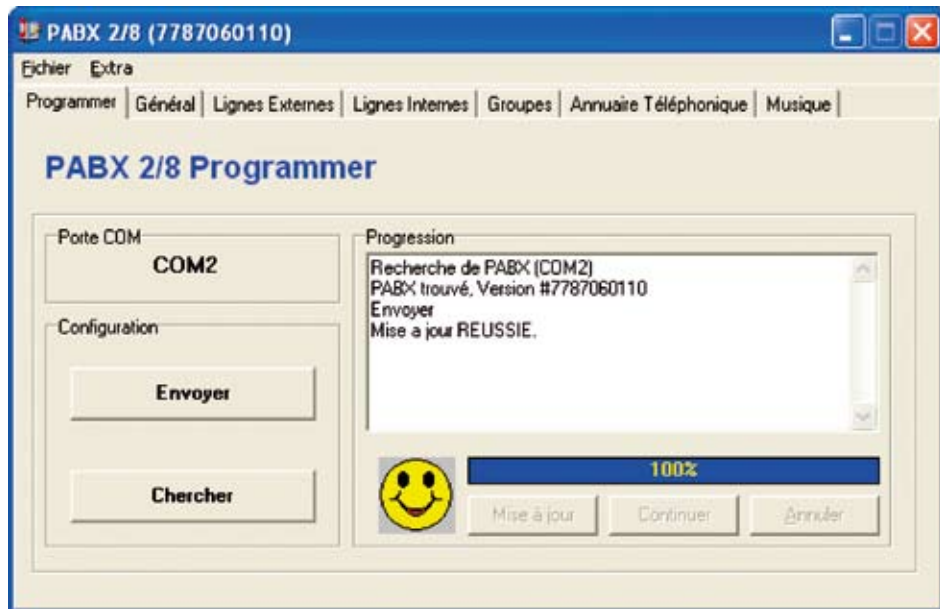 PABX 2/8 (7787060110)
Fichier Extra
Programmer Général Lignes Externes Lignes Internes Groupes Annuaire Téléphonique Musique
PABX 2/8 Programmer
Porte COM
COM2
Configuration
Envoyer
Chercher
Progression
Recherche de PABX (COM2)
PABX trouvé, Version #7787060110
Envoyer
Mise a jour REUSSIE.
100%
Mise à jour Continuer Annuler